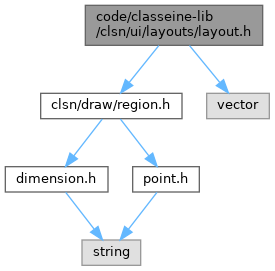 code/classeine-lib
/clsn/ui/layouts/layout.h
clsn/draw/region.h
vector
dimension.h
point.h
string